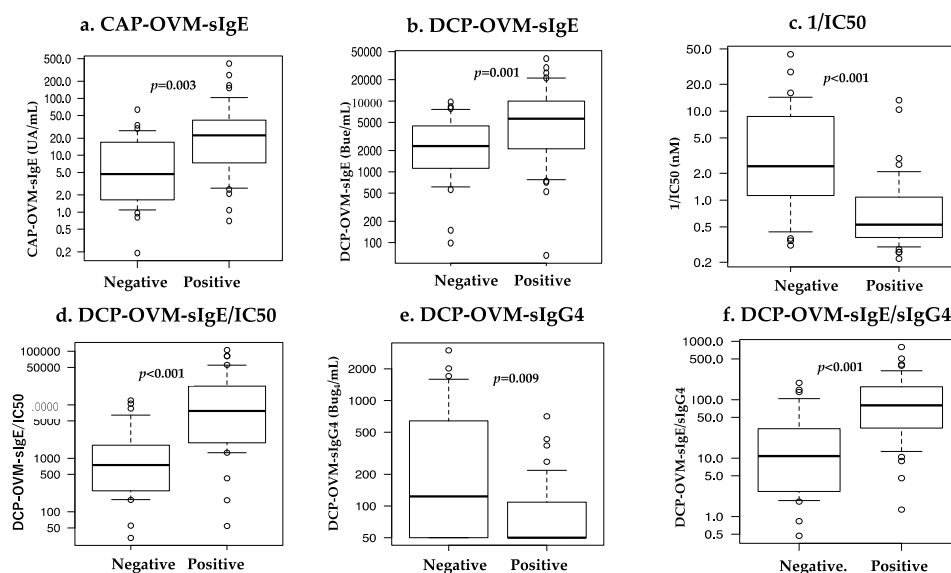 a. CAP-OVM-sIgE
CAP-OVM-sIgE (UA/mL)
500.0
200.0
100.0
50.0
20.0
10.0
5.0
2.0
1.0
0.5
0.2
p=0.003
Negative Positive
b. DCP-OVM-sIgE
DCP-OVM-sIgE (Bue/mL)
50000
20000
10000
5000
2000
1000
500
200
100
p=0.001
Negative Positive
c. 1/IC50
1/IC50 (nM)
50.0
20.0
10.0
5.0
2.0
1.0
0.5
0.2
p<0.001
Negative Positive
d. DCP-OVM-sIgE/IC50
DCP-OVM-sIgE/IC50
100000
50000
.0000
5000
1000
500
100
50
p<0.001
Negative Positive
e. DCP-OVM-sIgG4
DCP-OVM-sIgG4 (Bug4/mL)
2000
500
200
100
50
p=0.009
Negative Positive
f. DCP-OVM-sIgE/sIgG4
DCP-OVM-sIgE/sIgG4
1000.0
500.0
100.0
50.0
10.0
5.0
1.0
0.5
p<0.001
Negative. Positive